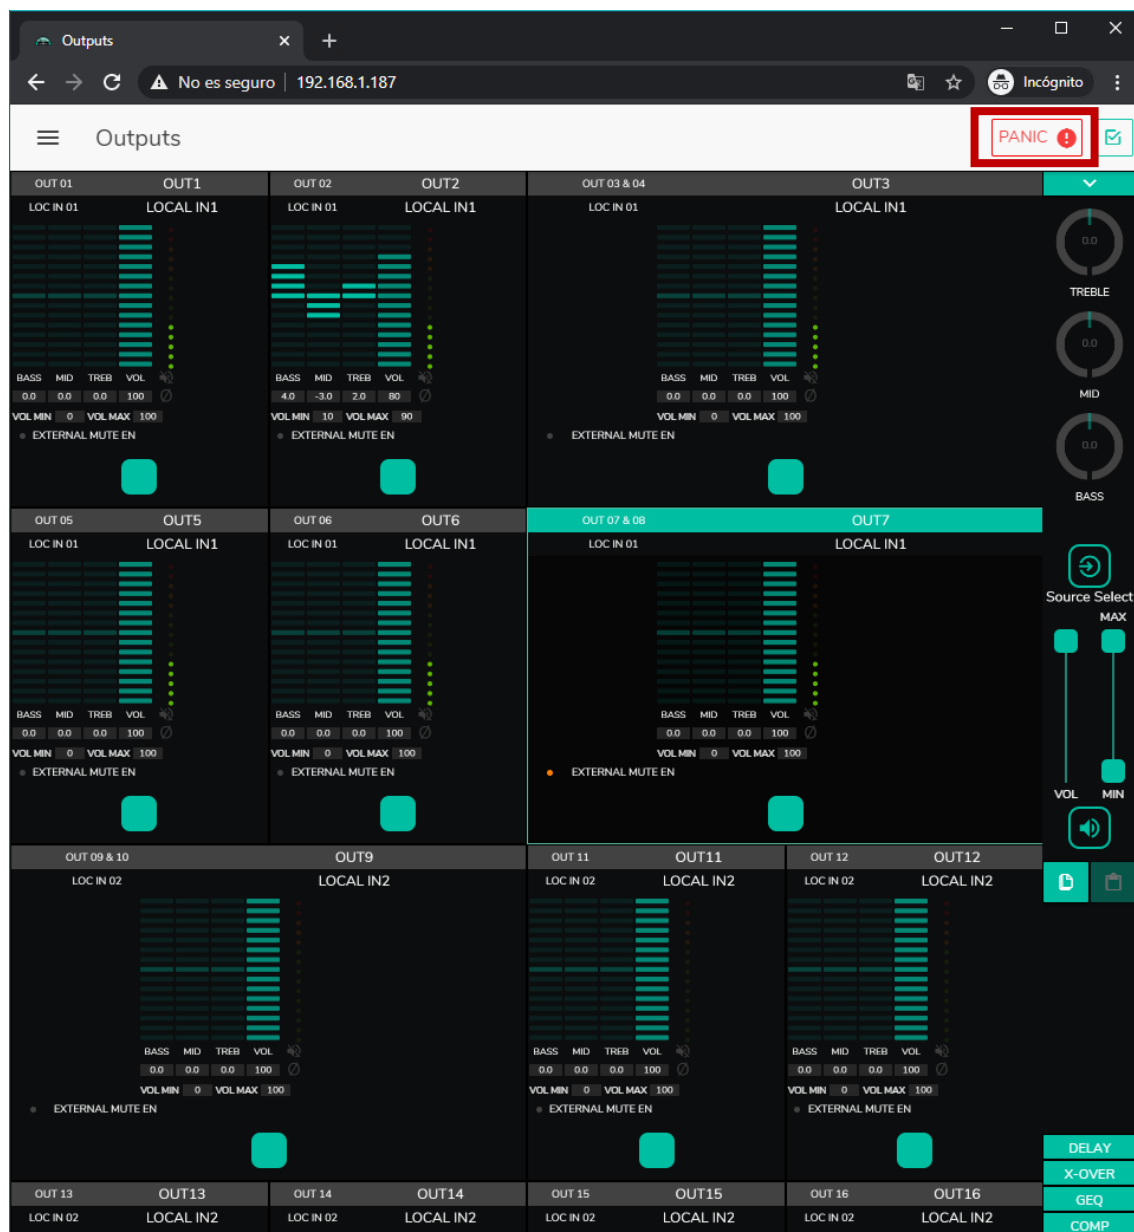 Outputs
No es seguro 192.168.1.187 Incógnito
Outputs PANIC
OUT 01 OUT1 OUT 02 OUT2 OUT 03 & 04 OUT3
LOC IN 01 LOCAL IN1 LOC IN 01 LOCAL IN1 LOC IN 01 LOCAL IN1
0.0
TREBLE
0.0
BASS MID TREB VOL BASS MID TREB VOL BASS MID TREB VOL
0.0 0.0 0.0 100 4.0 -3.0 2.0 80 0.0 0.0 0.0 100
MID
VOL MIN 0 VOL MAX 100 VOL MIN 10 VOL MAX 90 VOL MIN 0 VOL MAX 100
EXTERNAL MUTE EN EXTERNAL MUTE EN EXTERNAL MUTE EN
0.0
BASS
OUT 05 OUT5 OUT 06 OUT6 OUT 07 & 08 OUT7
LOC IN 01 LOCAL IN1 LOC IN 01 LOCAL IN1 LOC IN 01 LOCAL IN1
Source Select
MAX
BASS MID TREB VOL BASS MID TREB VOL BASS MID TREB VOL
0.0 0.0 0.0 100 0.0 0.0 0.0 100 0.0 0.0 0.0 100
VOL MIN 0 VOL MAX 100 VOL MIN 0 VOL MAX 100 VOL MIN 0 VOL MAX 100
EXTERNAL MUTE EN EXTERNAL MUTE EN EXTERNAL MUTE EN
VOL MIN
OUT 09 & 10 OUT9 OUT 11 OUT11 OUT 12 OUT12
LOC IN 02 LOCAL IN2 LOC IN 02 LOCAL IN2 LOC IN 02 LOCAL IN2
BASS MID TREB VOL BASS MID TREB VOL BASS MID TREB VOL
0.0 0.0 0.0 100 0.0 0.0 0.0 100 0.0 0.0 0.0 100
VOL MIN 0 VOL MAX 100 VOL MIN 0 VOL MAX 100 VOL MIN 0 VOL MAX 100
EXTERNAL MUTE EN EXTERNAL MUTE EN EXTERNAL MUTE EN
DELAY
X-OVER
OUT 13 OUT13 OUT 14 OUT14 OUT 15 OUT15 OUT 16 OUT16
GEQ
LOC IN 02 LOCAL IN2 LOC IN 02 LOCAL IN2 LOC IN 02 LOCAL IN2 LOC IN 02 LOCAL IN2
COMP